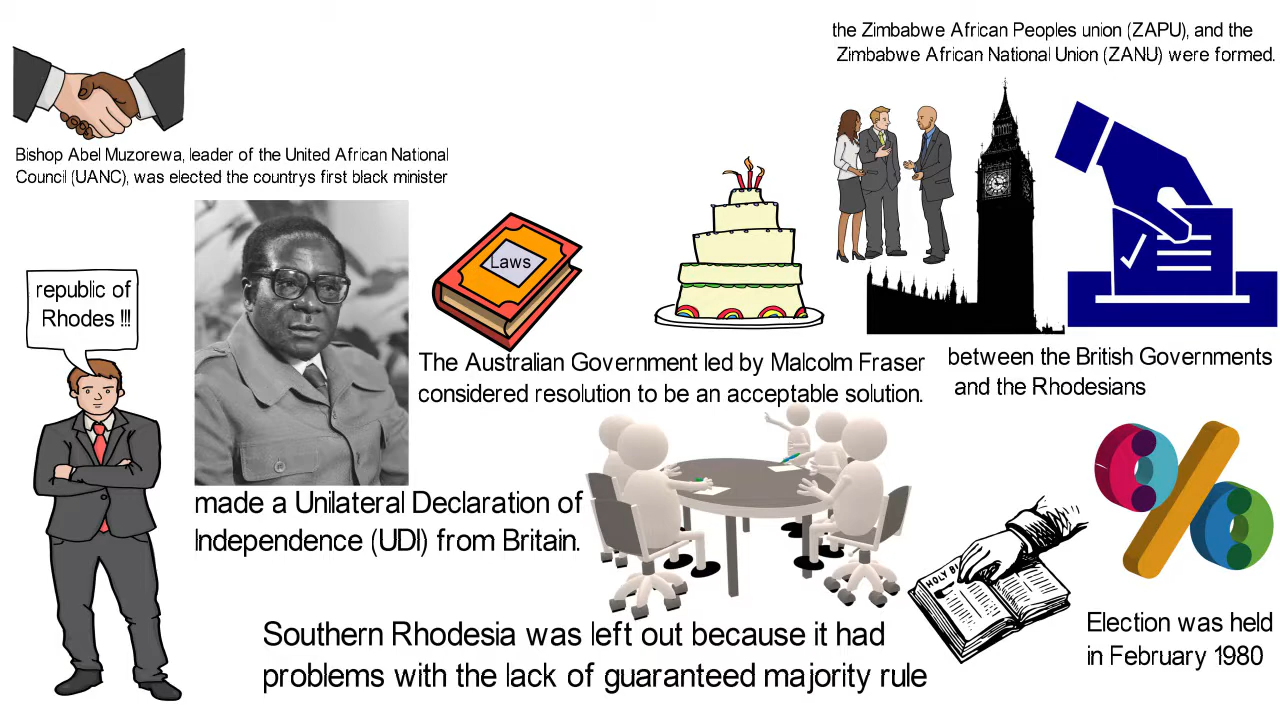 the Zimbabwe African Peoples union (ZAPU), and the
Zimbabwe African National Union (ZANU) were formed.
Bishop Abel Muzorewa, leader of the United African National
Council (UANC), was elected the countrys first black minister
republic of
Rhodes !!!
Laws
The Australian Government led by Malcolm Fraser
considered resolution to be an acceptable solution.
between the British Governments
and the Rhodesians
made a Unilateral Declaration of
Independence (UDI) from Britain.
HOLY BI
Southern Rhodesia was left out because it had
problems with the lack of guaranteed majority rule
Election was held
in February 1980